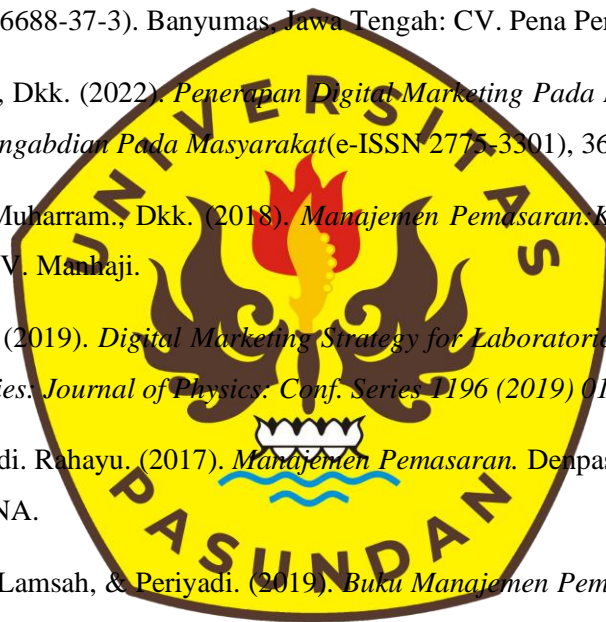 6688-37-3). Banyumas, Jawa Tengah: CV. Pena Per
, Dkk. (2022). Penerapan Digital Marketing Pada
UNIVERSITAS
ngabdian Pada Masyarakat(e-ISSN 2775-3301), 36
Muharram., Dkk. (2018). Manajemen Pemasaran:K
V. Manhaji.
(2019). Digital Marketing Strategy for Laboratorie
ies: Journal of Physics: Conf. Series 1196 (2019) 01
di. Rahayu. (2017). Manajemen Pemasaran. Denpas
NA.
PASUNDAN
Lamsah, & Periyadi. (2019). Buku Manajemen Pem